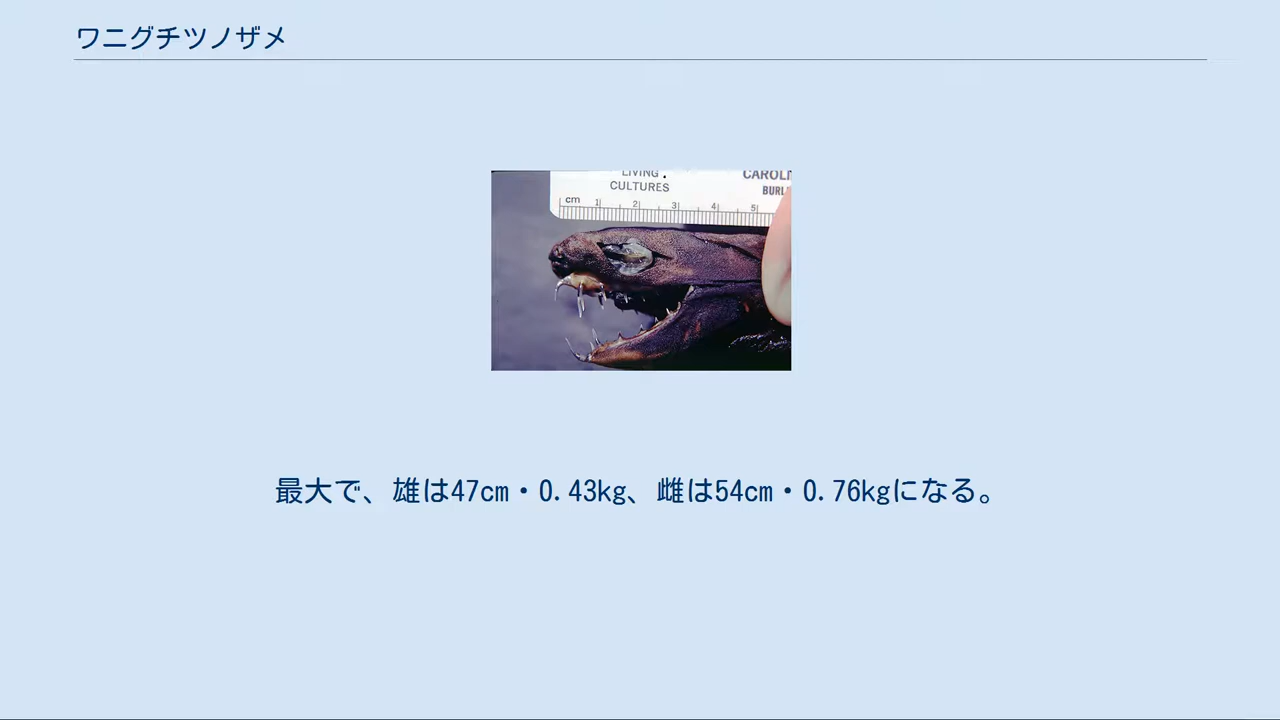 ワニグチツノザメ
LIVING.
CULTURES
CAROLI
BURL
cm 1 2 3 4 5
最大で、雄は47cm・0.43kg、雌は54cm・0.76kgになる。